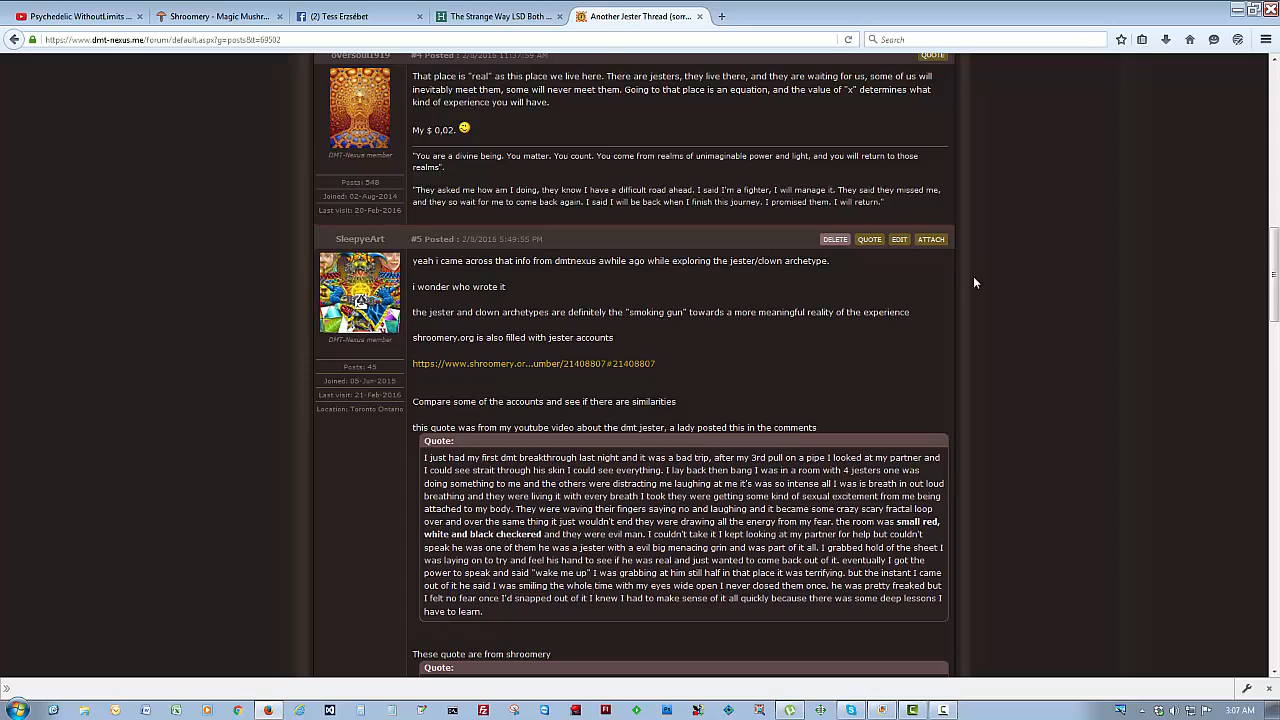 Psychedelic WithoutLimits
Shroomery - Magic Mushr...
(2) Tess Erzsébet
The Strange Way LSD Both ...
Another Jester Thread (sorr...
https://www.dmt-nexus.me/forum/default.aspx?g=posts&t=69502
Search
oversoul1919
#4 Posted : 2/8/2016 11:37:59 AM
QUOTE
That place is "real" as this place we live here. There are jesters, they live there, and they are waiting for us, some of us will
inevitably meet them, some will never meet them. Going to that place is an equation, and the value of "x" determines what
kind of experience you will have.
My $ 0,02.
DMT-Nexus member
"You are a divine being. You matter. You count. You come from realms of unimaginable power and light, and you will return to those
realms".
Posts: 548
Joined: 02-Aug-2014
Last visit: 20-Feb-2016
"They asked me how am I doing, they know I have a difficult road ahead. I said I'm a fighter, I will manage it. They said they missed me,
and they so wait for me to come back again. I said I will be back when I finish this journey. I promised them. I will return."
SleepyeArt
#5 Posted : 2/8/2016 5:49:55 PM
DELETE QUOTE EDIT ATTACH
yeah i came across that info from dmtnexus awhile ago while exploring the jester/clown archetype.
i wonder who wrote it
the jester and clown archetypes are definitely the "smoking gun" towards a more meaningful reality of the experience
DMT-Nexus member
shroomery.org is also filled with jester accounts
Posts: 45
Joined: 05-Jun-2015
Last visit: 21-Feb-2016
Location: Toronto Ontario
https://www.shroomery.or...umber/21408807#21408807
Compare some of the accounts and see if there are similarities
this quote was from my youtube video about the dmt jester, a lady posted this in the comments
Quote:
I just had my first dmt breakthrough last night and it was a bad trip, after my 3rd pull on a pipe I looked at my partner and
I could see strait through his skin I could see everything. I lay back then bang I was in a room with 4 jesters one was
doing something to me and the others were distracting me laughing at me it's was so intense all I was is breath in out loud
breathing and they were living it with every breath I took they were getting some kind of sexual excitement from me being
attached to my body. They were waving their fingers saying no and laughing and it became some crazy scary fractal loop
over and over the same thing it just wouldn't end they were drawing all the energy from my fear. the room was small red,
white and black checkered and they were evil man. I couldn't take it I kept looking at my partner for help but couldn't
speak he was one of them he was a jester with a evil big menacing grin and was part of it all. I grabbed hold of the sheet I
was laying on to try and feel his hand to see if he was real and just wanted to come back out of it. eventually I got the
power to speak and said "wake me up" I was grabbing at him still half in that place it was terrifying. but the instant I came
out of it he said I was smiling the whole time with my eyes wide open I never closed them once. he was pretty freaked but
I felt no fear once I'd snapped out of it I knew I had to make sense of it all quickly because there was some deep lessons I
have to learn.
These quote are from shroomery
Quote:
3:07 AM